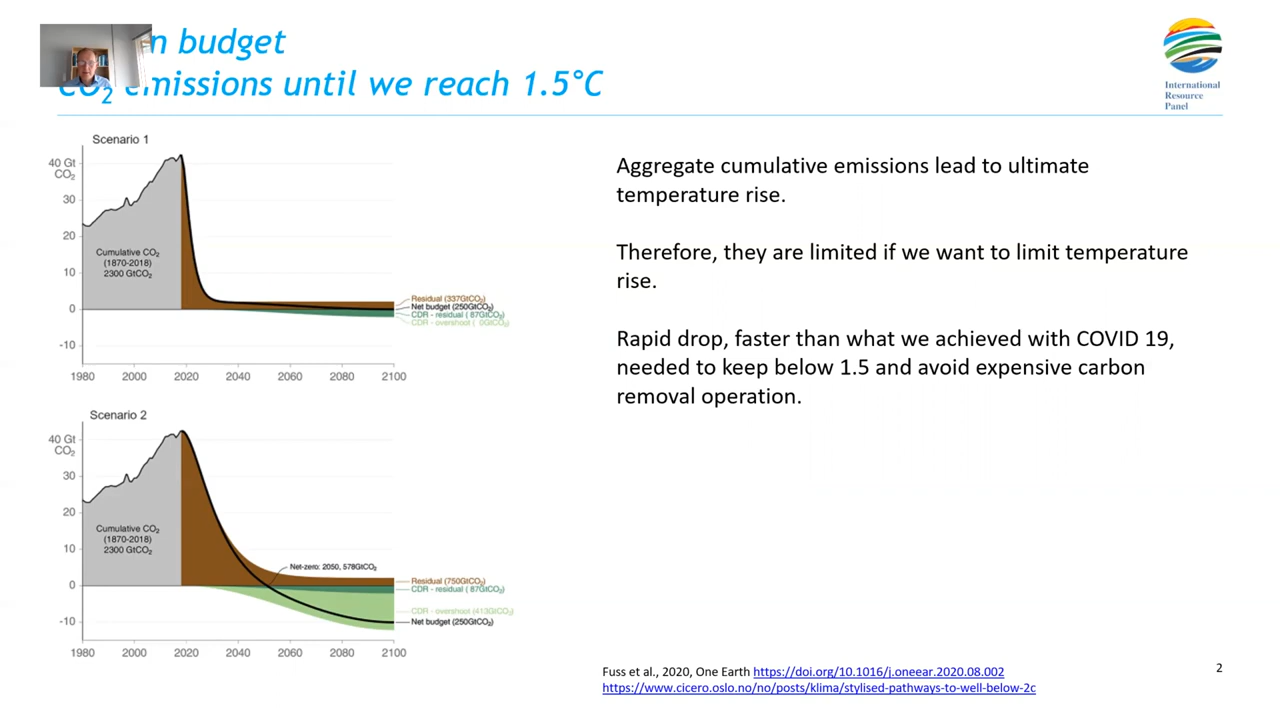 n budget
CO₂ emissions until we reach 1.5°C
International
Resource
Panel
Scenario 1
40 Gt
CO₂
30
20
10
0
-10
Cumulative CO₂
(1870-2018)
2300 GtCO₂
Residual (337GtCO₂)
Net budget (250GtCO₂)
CDR - residual ( 87GtCO₂)
CDR - overshoot ( 0GtCO₂)
1980 2000 2020 2040 2060 2080 2100
Scenario 2
40 Gt
CO₂
30
20
10
0
-10
Cumulative CO₂
(1870-2018)
2300 GtCO₂
Net-zero: 2050, 578GtCO₂
Residual (750GtCO₂)
CDR - residual ( 87GtCO₂)
CDR - overshoot (413GtCO₂)
Net budget (250GtCO₂)
1980 2000 2020 2040 2060 2080 2100
Aggregate cumulative emissions lead to ultimate
temperature rise.
Therefore, they are limited if we want to limit temperature
rise.
Rapid drop, faster than what we achieved with COVID 19,
needed to keep below 1.5 and avoid expensive carbon
removal operation.
Fuss et al., 2020, One Earth https://doi.org/10.1016/j.oneear.2020.08.002
https://www.cicero.oslo.no/no/posts/klima/stylised-pathways-to-well-below-2c
2